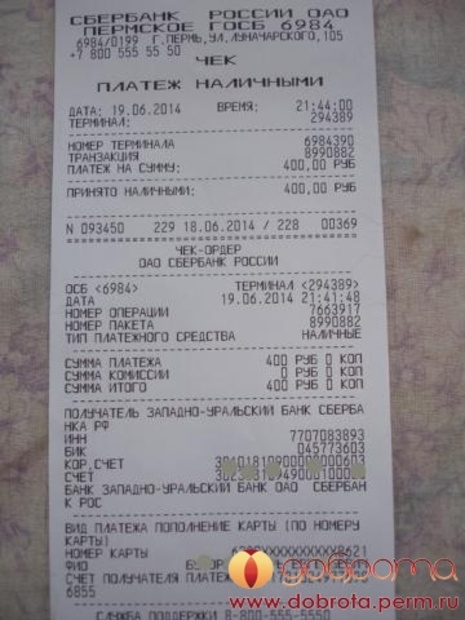 СБЕРБАНК РОССИИ ОАО
ПЕРМСКОЕ ГОСБ 6984
6984/0199 Г.ПЕРМЬ,УЛ.ЛУНАЧАРСКОГО,105
+7 800 555 55 50
ЧЕК
ПЛАТЕЖ НАЛИЧНЫМИ
ДАТА: 19.06.2014 ВРЕМЯ: 21:44:00
ТЕРМИНАЛ: 294389
НОМЕР ТЕРМИНАЛА 6984390
ТРАНЗАКЦИЯ 8990882
ПЛАТЕЖ НА СУММУ: 400,00 РУБ
ПРИНЯТО НАЛИЧНЫМИ: 400,00 РУБ
N 093450 229 18.06.2014 / 228 00369
ЧЕК-ОРДЕР
ОАО СБЕРБАНК РОССИИ
ОСБ <6984> ТЕРМИНАЛ <294389>
ДАТА 19.06.2014 21:41:48
НОМЕР ОПЕРАЦИИ 7663917
НОМЕР ПАКЕТА 8990882
ТИП ПЛАТЕЖНОГО СРЕДСТВА НАЛИЧНЫЕ
СУММА ПЛАТЕЖА 400 РУБ 0 КОП
СУММА КОМИССИИ 0 РУБ 0 КОП
СУММА ИТОГО 400 РУБ 0 КОП
ПОЛУЧАТЕЛЬ ЗАПАДНО-УРАЛЬСКИЙ БАНК СБЕРБА
НКА РФ
ИНН 7707083893
БИК 045773603
КОР.СЧЕТ
СЧЕТ
БАНК ЗАПАДНО-УРАЛЬСКИЙ БАНК ОАО СБЕРБАН
К РОС
ВИД ПЛАТЕЖА ПОПОЛНЕНИЕ КАРТЫ (ПО НОМЕРУ
КАРТЫ)
НОМЕР КАРТЫ
ФИО
СЧЕТ ПОЛУЧАТЕЛЯ ПЛАТЕЖА
6855
СЛУЖБА ПОДДЕРЖКИ 8-800-555-5550
доброта
www.dobrota.perm.ru